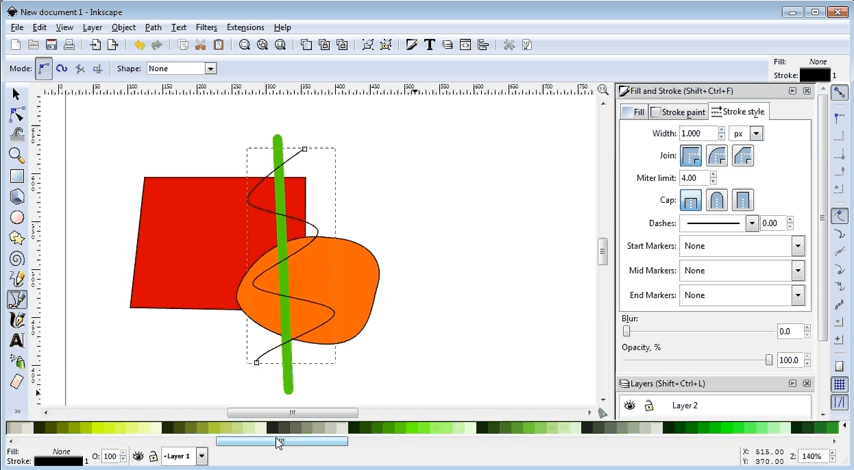 New document 1 - Inkscape
File Edit View Layer Object Path Text Filters Extensions Help
Mode: Shape: None
Fill: None
Stroke: 1
Fill and Stroke (Shift+Ctrl+F)
Fill Stroke paint Stroke style
Width: 1.000 px
Join:
Miter limit: 4.00
Cap:
Dashes: 0.00
Start Markers: None
Mid Markers: None
End Markers: None
Blur:
0.0
Opacity, %
100.0
Layers (Shift+Ctrl+L)
Layer 2
Fill: None
Stroke: 1
O: 100
Layer 1
X: 515.00
Y: 370.00
Z: 140%